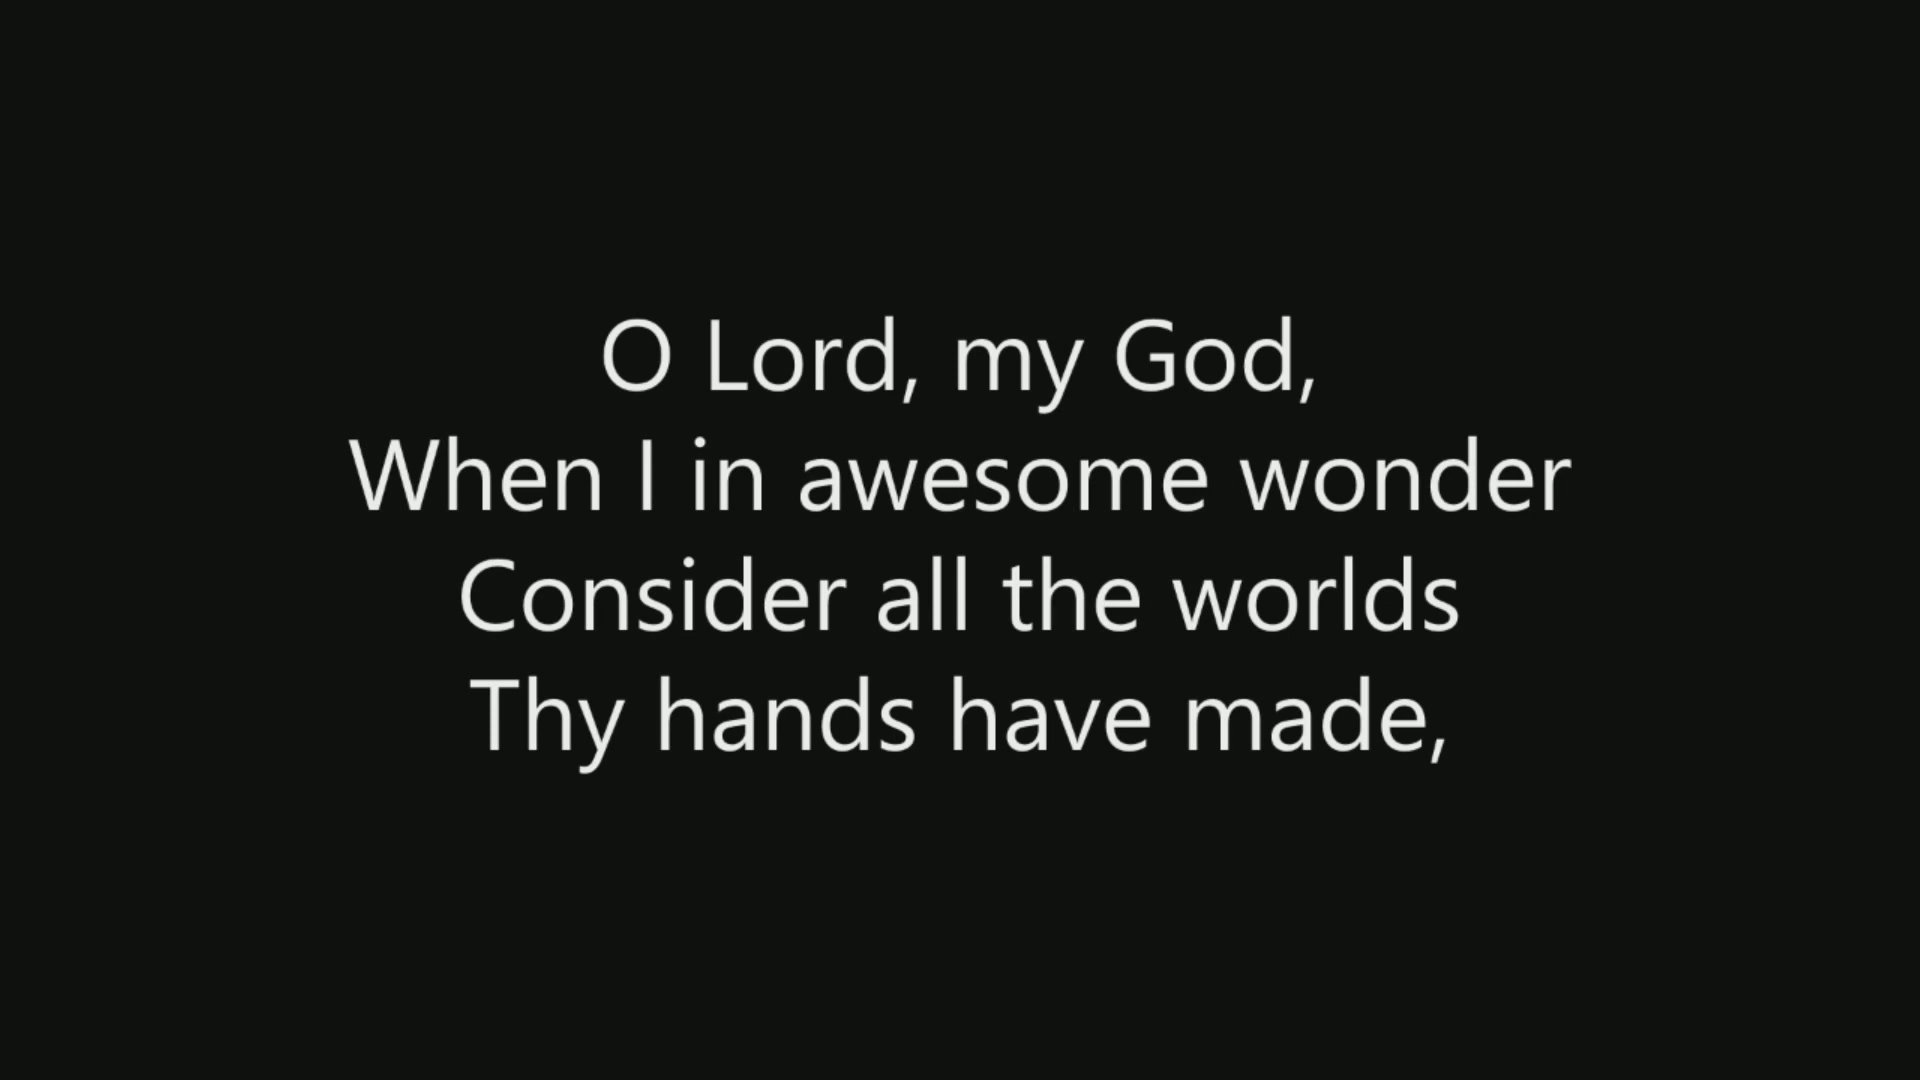 O Lord, my God,
When I in awesome wonder
Consider all the worlds
Thy hands have made,